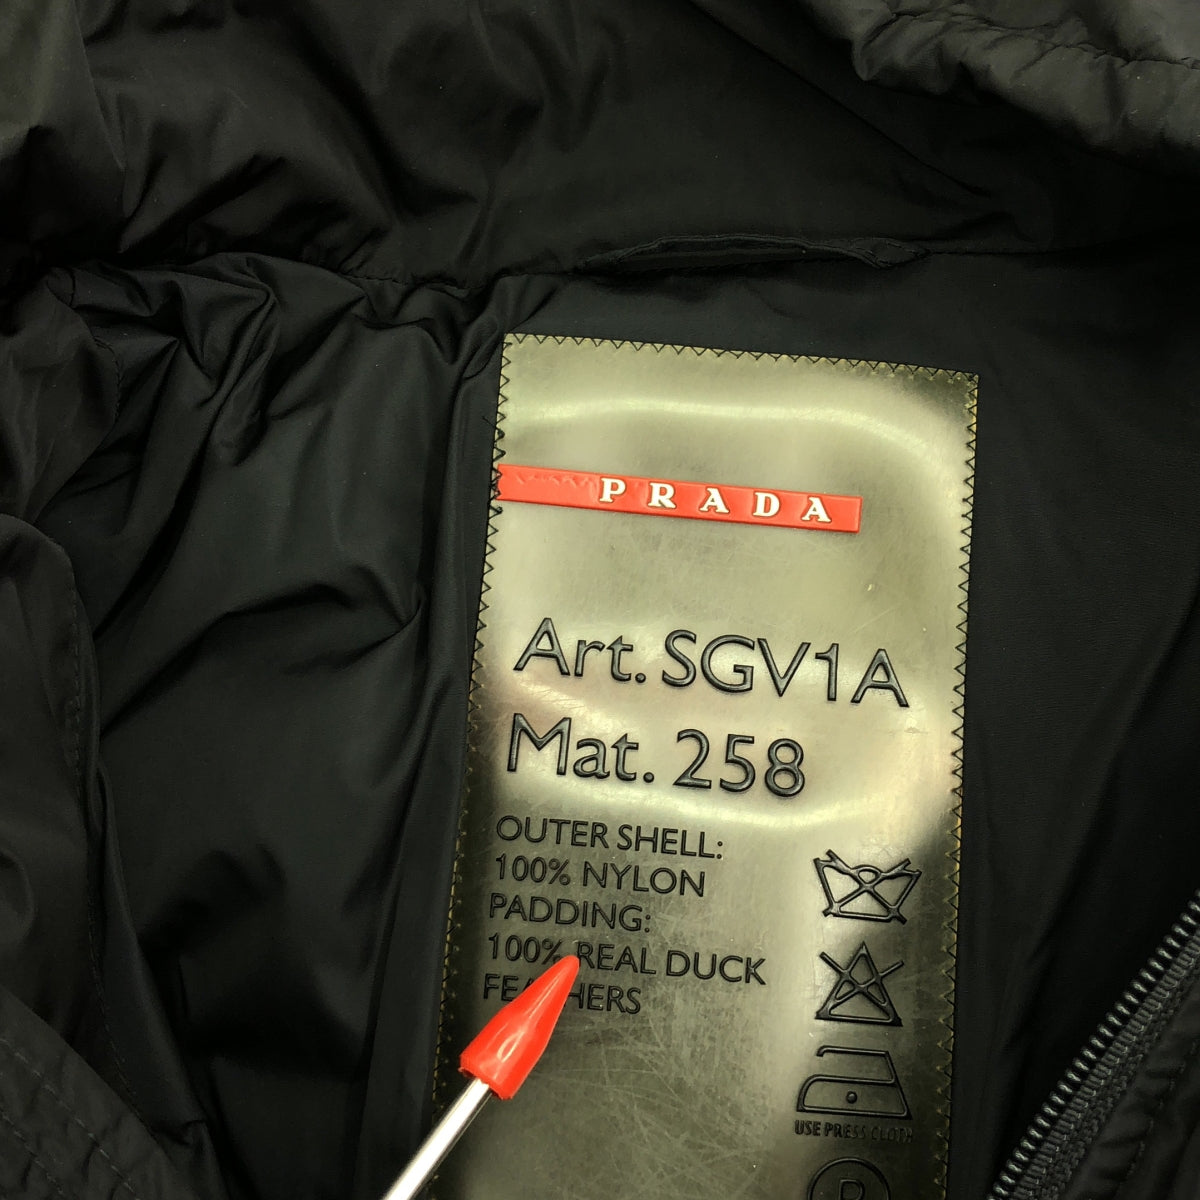 PRADA
Art. SGV1A
Mat. 258
OUTER SHELL:
100% NYLON
PADDING:
100% REAL DUCK
FEATHERS
USE PRESS CLOTH
P